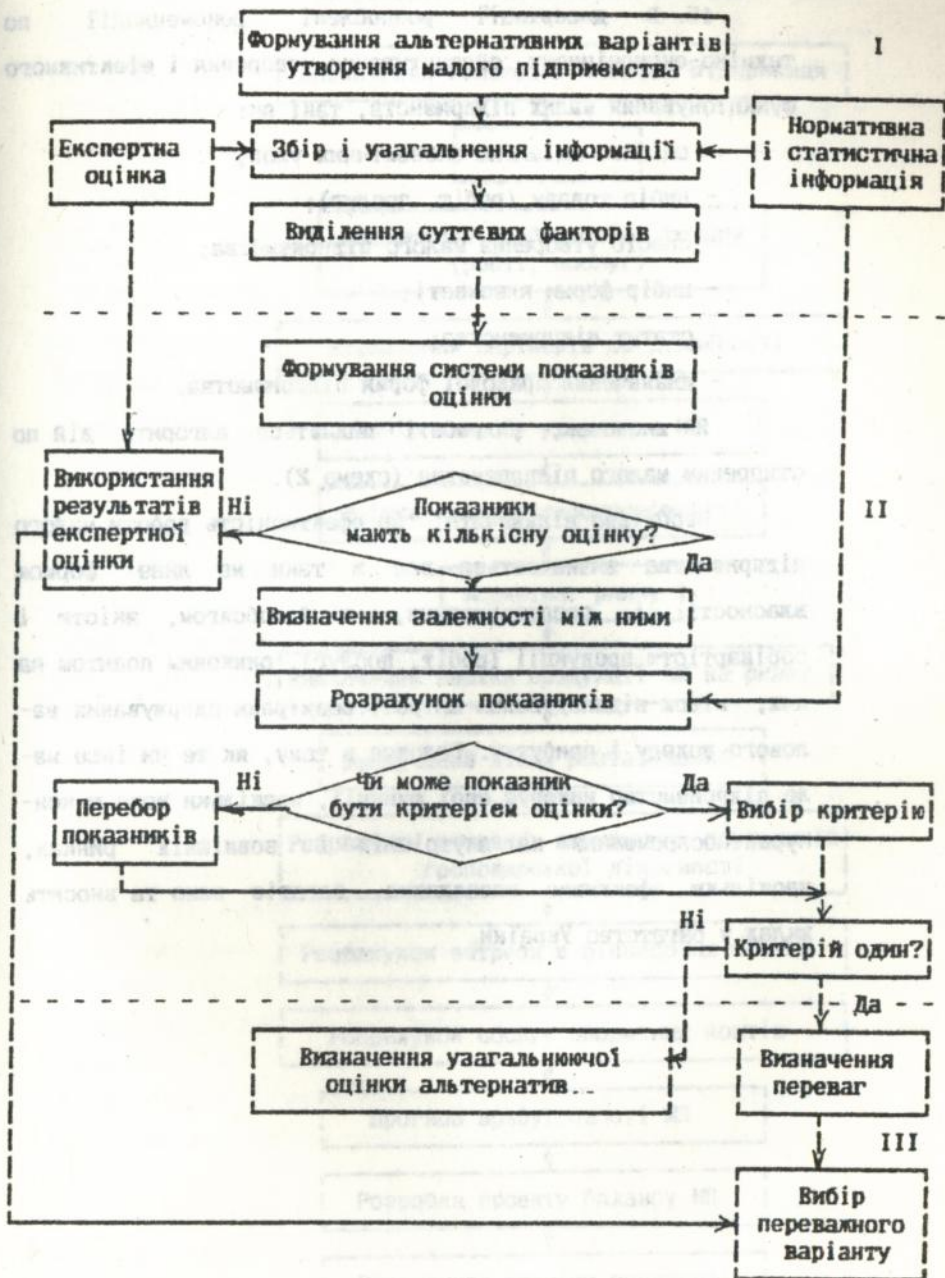 Формування альтернативних варіантів
утворення малого підприємства
I
Експертна
оцінка
Збір і узагальнення інформації
Нормативна
і статистична
інформація
Виділення суттєвих факторів
Формування системи показників
оцінки
Використання
результатів
експертної
оцінки
Ні
Показники
мають кількісну оцінку?
II
Да
Визначення залежності між ними
Розрахунок показників
Ні
Чи може показник
бути критерієм оцінки?
Да
Перебор
показників
Вибір критерію
Ні
Критерій один?
Да
Визначення узагальнюючої
оцінки альтернатив..
Визначення
переваг
III
Вибір
переважного
варіанту